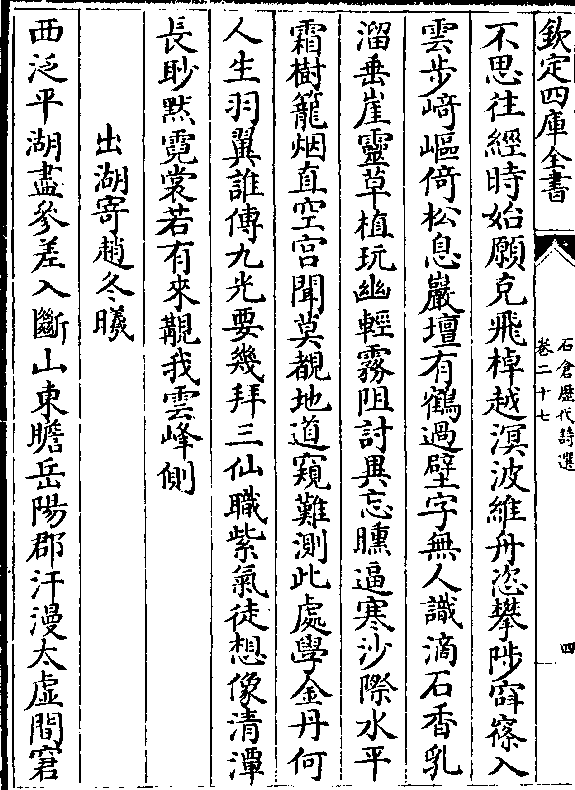 欽定四庫全書
石倉歷代詩選
卷二十七
四
不思往經時始願克飛棹越溟波維舟恣攀陟窅窱入
雲步崎嶇倚松息巖壇有鶴過壁字無人識滴石香乳
溜垂崖靈草植玩幽輕霧阻討異忘曛逼寒沙際水平
霜樹籠烟直空宮聞莫覩地道窺難測此處學金丹何
人生羽翼誰傳九光要幾拜三仙職紫氣徒想像清潭
長眇黙霓裳若有來覯我雲峰側
出湖寄趙冬曦
西泛平湖盡參差入斷山東瞻岳陽郡汗漫太虛間窘